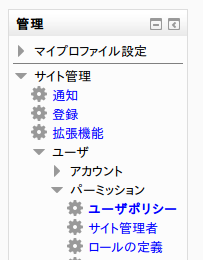 管理
マイプロファイル設定
サイト管理
通知
登録
拡張機能
ユーザ
アカウント
パーミッション
ユーザポリシー
サイト管理者
ロールの定義